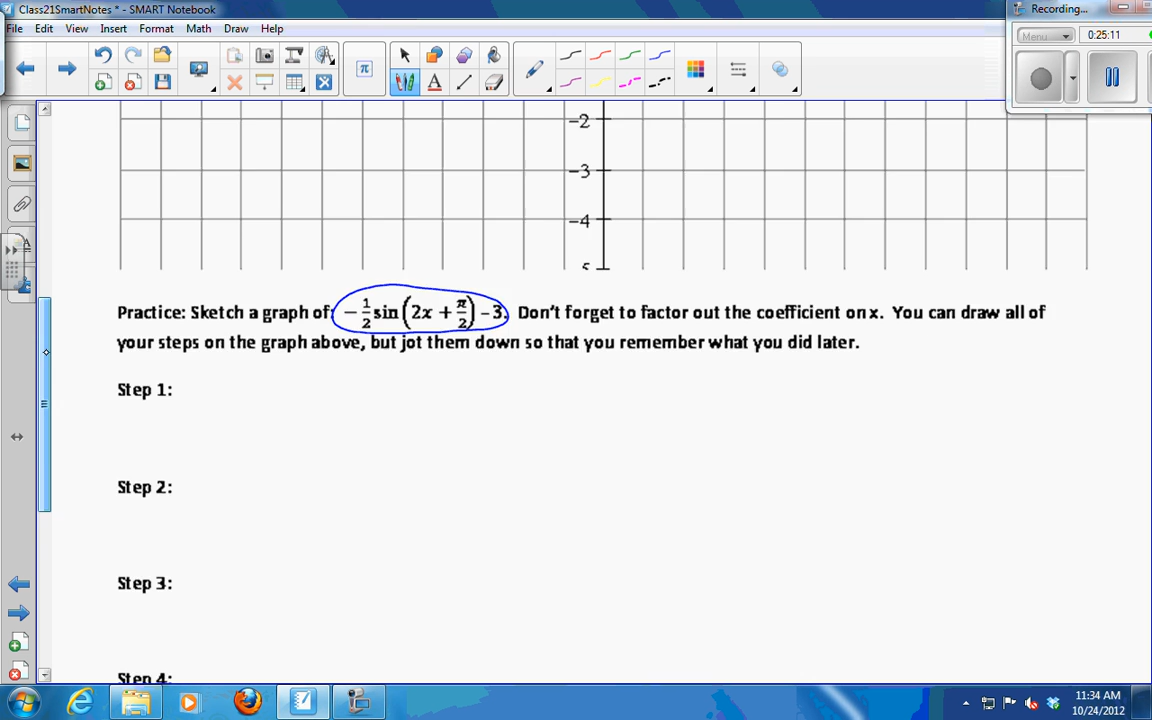 Class21SmartNotes * - SMART Notebook
Recording...
File Edit View Insert Format Math Draw Help
Menu
0:25:11
π
A
−2
−3
−4
Practice: Sketch a graph of: −1/2 sin(2x + π/2) − 3. Don't forget to factor out the coefficient on x. You can draw all of
your steps on the graph above, but jot them down so that you remember what you did later.
Step 1:
Step 2:
Step 3:
Step 4:
11:34 AM
10/24/2012